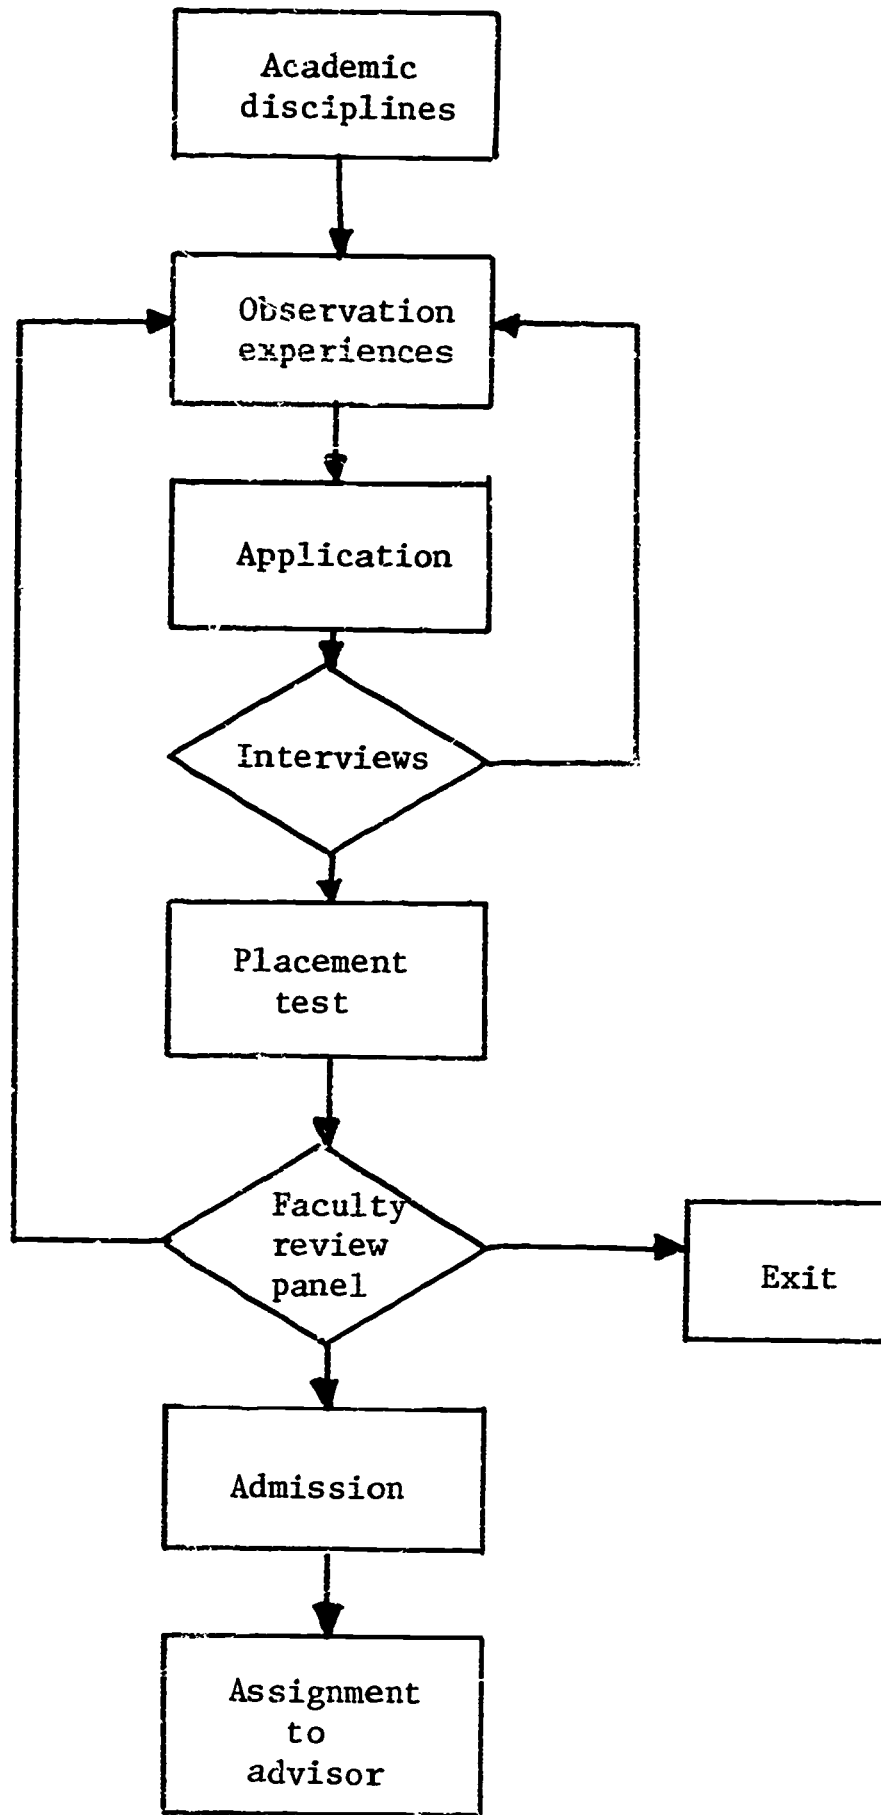 Academic
disciplines
Observation
experiences
Application
Interviews
Placement
test
Faculty
review
panel
Exit
Admission
Assignment
to
advisor